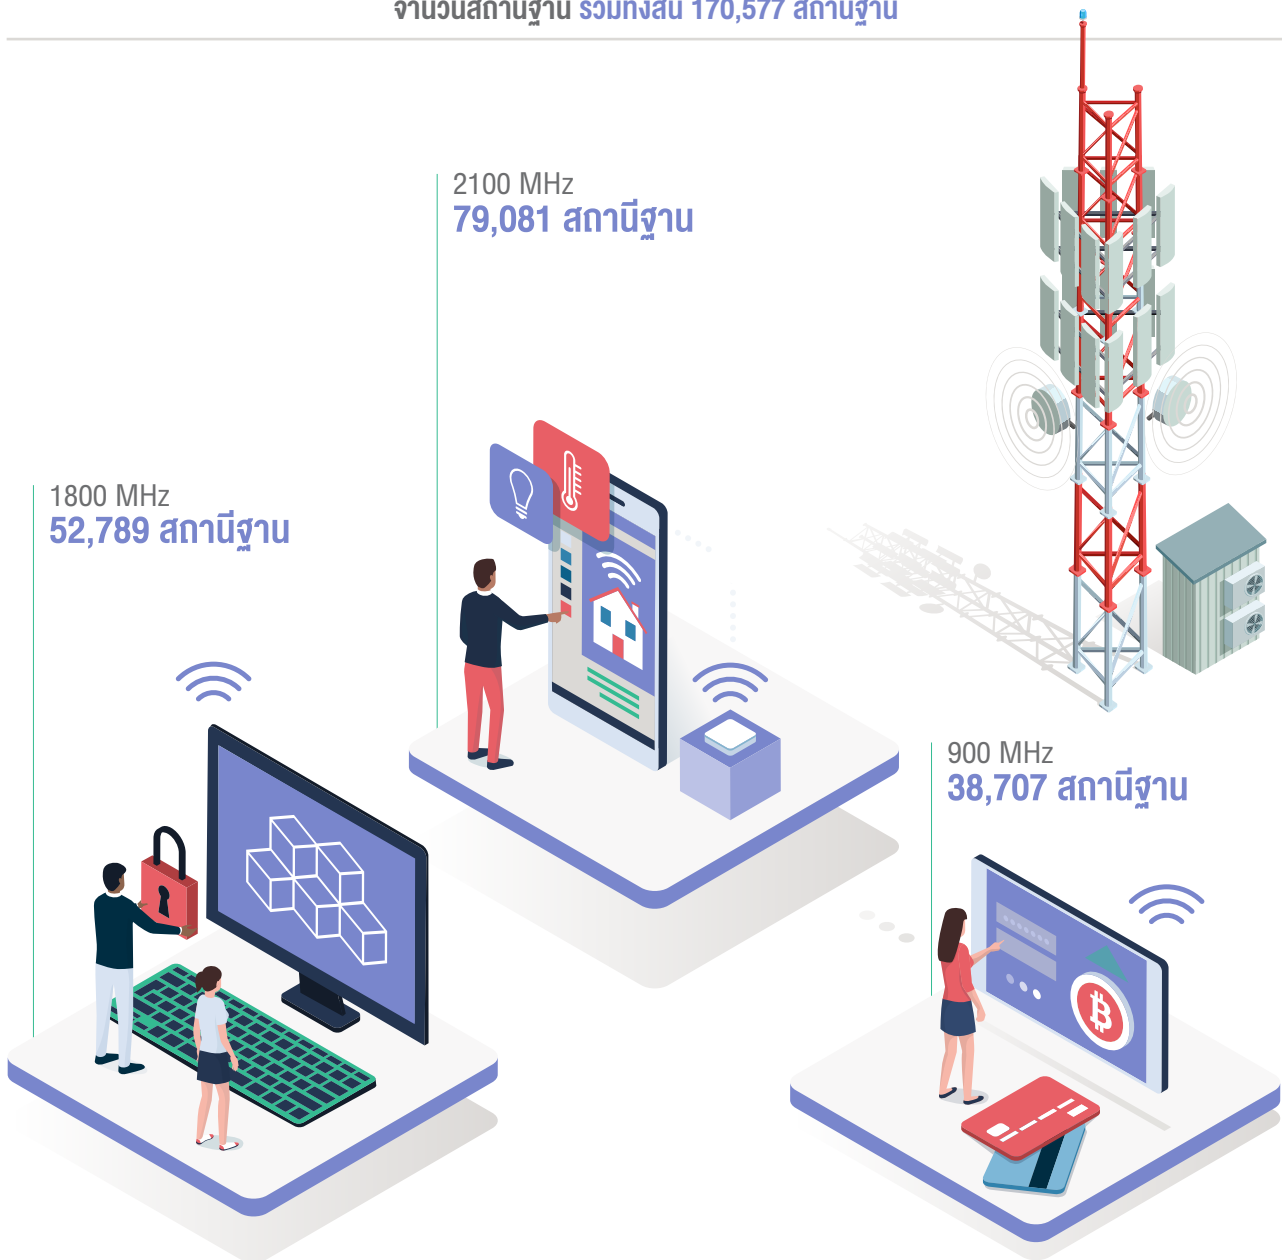 จำนวนสถานีฐาน รวมทั้งสิ้น 170,577 สถานีฐาน
2100 MHz
79,081 สถานีฐาน
1800 MHz
52,789 สถานีฐาน
900 MHz
38,707 สถานีฐาน